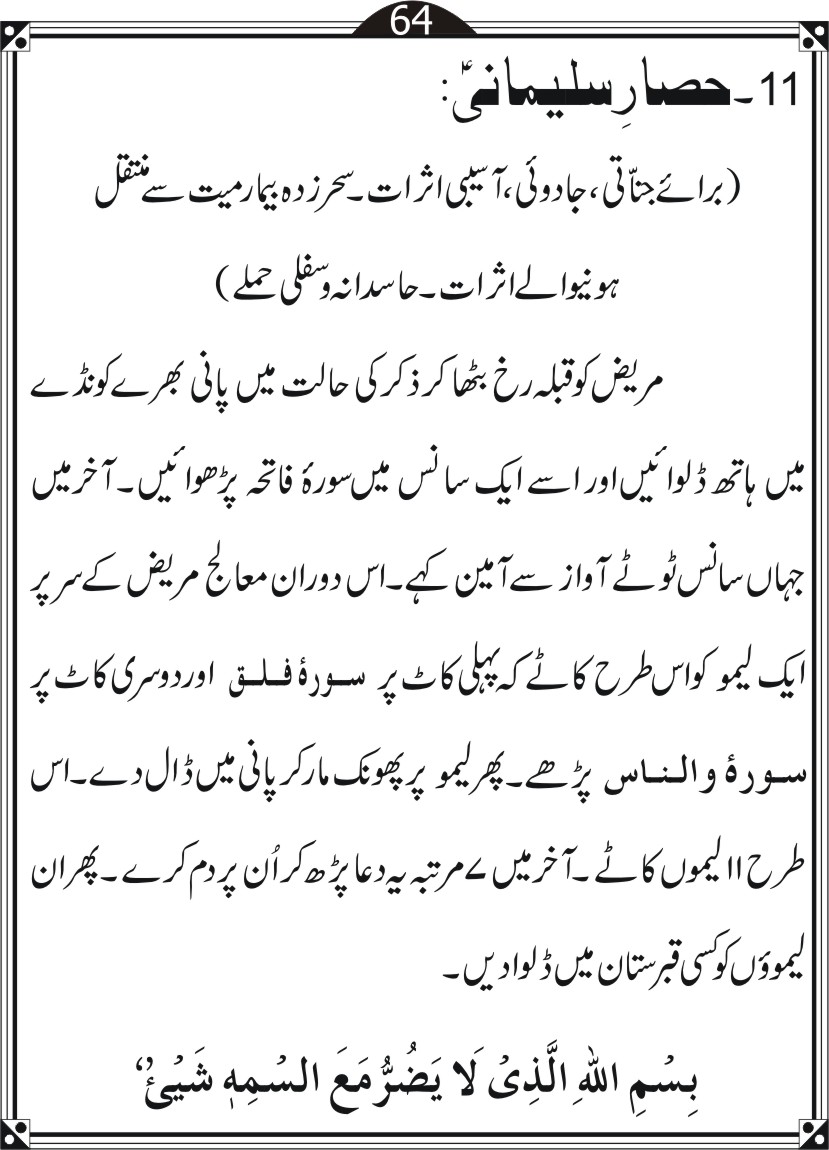 64
11۔حصارِ سلیمانیؑ:
(برائے جنّاتی، جادوئی، آسیبی اثرات۔سحرزدہ بیمارمیت سے منتقل
ہونیوالے اثرات۔حاسدانہ وسفلی حملے)
مریض کو قبلہ رخ بٹھا کر ذکر کی حالت میں پانی بھرے کونڈے
میں ہاتھ ڈلوائیں اور اسے ایک سانس میں سورۂ فاتحہ پڑھوائیں۔آخر میں
جہاں سانس ٹوٹے آواز سے آمین کہے۔اس دوران معالج مریض کے سر پر
ایک لیمو کو اس طرح کاٹے کہ پہلی کاٹ پر سورۂ فلق اور دوسری کاٹ پر
سورۂ والناس پڑھے۔پھر لیمو پر پھونک مار کر پانی میں ڈال دے۔اس
طرح ۱۱ لیموں کاٹے۔آخر میں ۷ مرتبہ یہ دعا پڑھ کر اُن پر دم کرے۔پھر ان
لیموؤں کو کسی قبرستان میں ڈلوا دیں۔
بِسْمِ اللّٰهِ الَّذِیْ لَا یَضُرُّ مَعَ السْمِهٖ شَیْئٌ